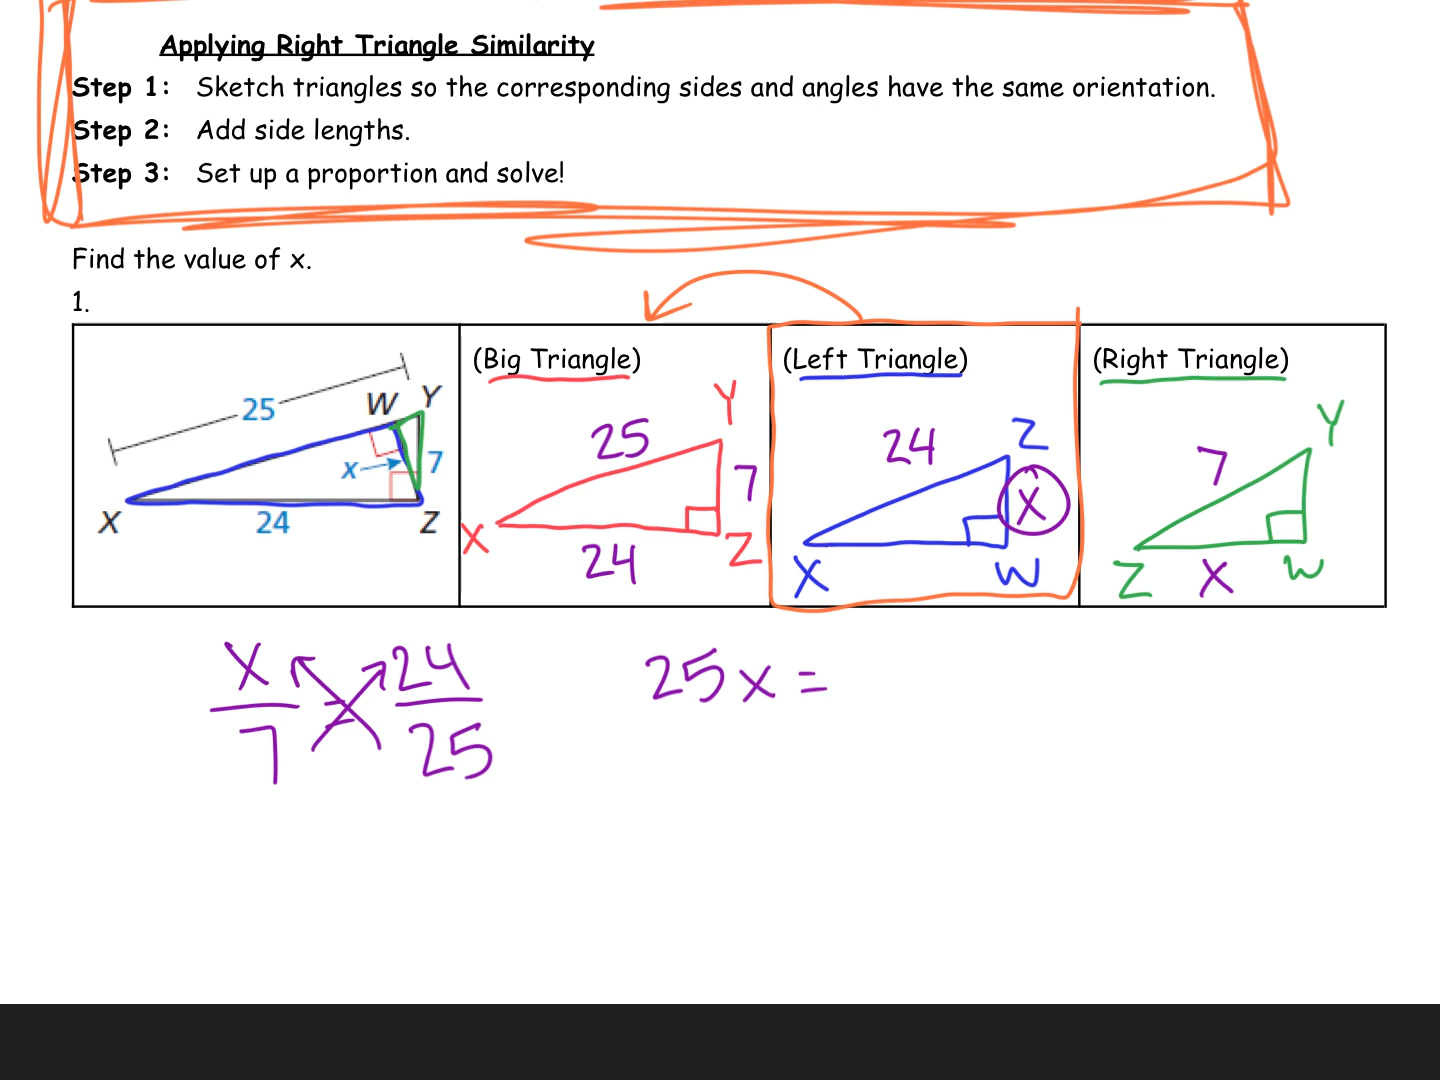 Applying Right Triangle Similarity
Step 1: Sketch triangles so the corresponding sides and angles have the same orientation.
Step 2: Add side lengths.
Step 3: Set up a proportion and solve!
Find the value of x.
1.
25
W Y
x
7
X
24
Z
(Big Triangle)
Y
25
7
X
24
Z
(Left Triangle)
24
Z
X
X
W
(Right Triangle)
Y
7
Z
X
W
x/7 = 24/25
25x =